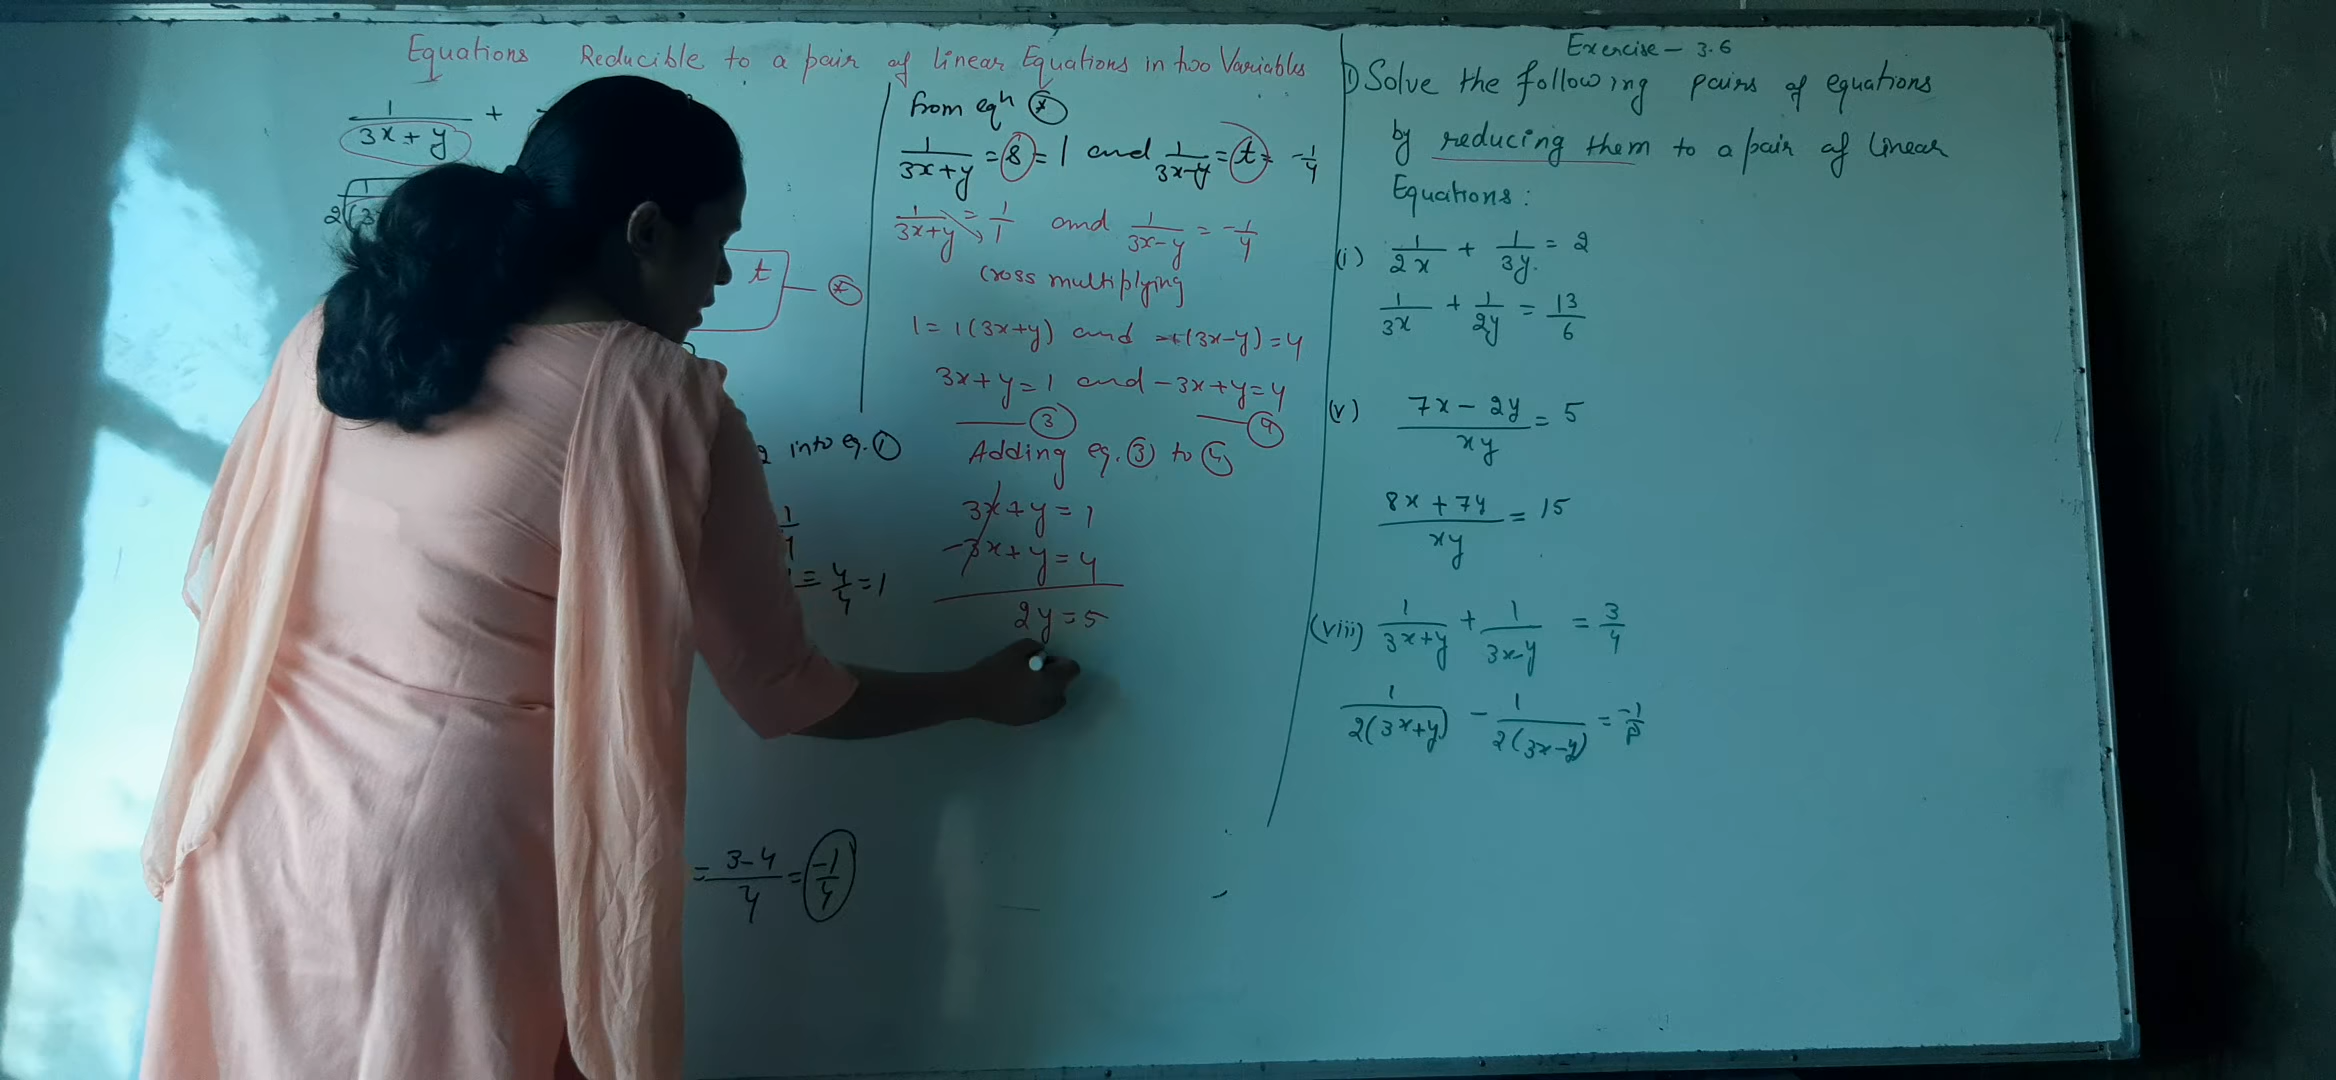 Equations Reducible to a pair of linear Equations in two Variables
1/(3x+y) +
1
2(3
t — (*)
2 into eq. ①
1
= 4/4 = 1
= (3-4)/4 = -1/4
from eqn (*)
1/(3x+y) = 8 = 1 and 1/(3x-y) = t = -1/4
1/(3x+y) = 1/1 and 1/(3x-y) = -1/4
Cross multiplying
1 = 1(3x+y) and -1(3x-y) = 4
3x+y=1 and -3x+y=4
③ ④
Adding eq. ③ to ④
3x+y=1
-3x+y=4
2y=5
Exercise - 3.6
1) Solve the following pairs of equations
by reducing them to a pair of linear
Equations:
(i) 1/2x + 1/3y = 2
1/3x + 1/2y = 13/6
(v) (7x-2y)/xy = 5
(8x+7y)/xy = 15
(viii) 1/(3x+y) + 1/(3x-y) = 3/4
1/2(3x+y) - 1/2(3x-y) = -1/8